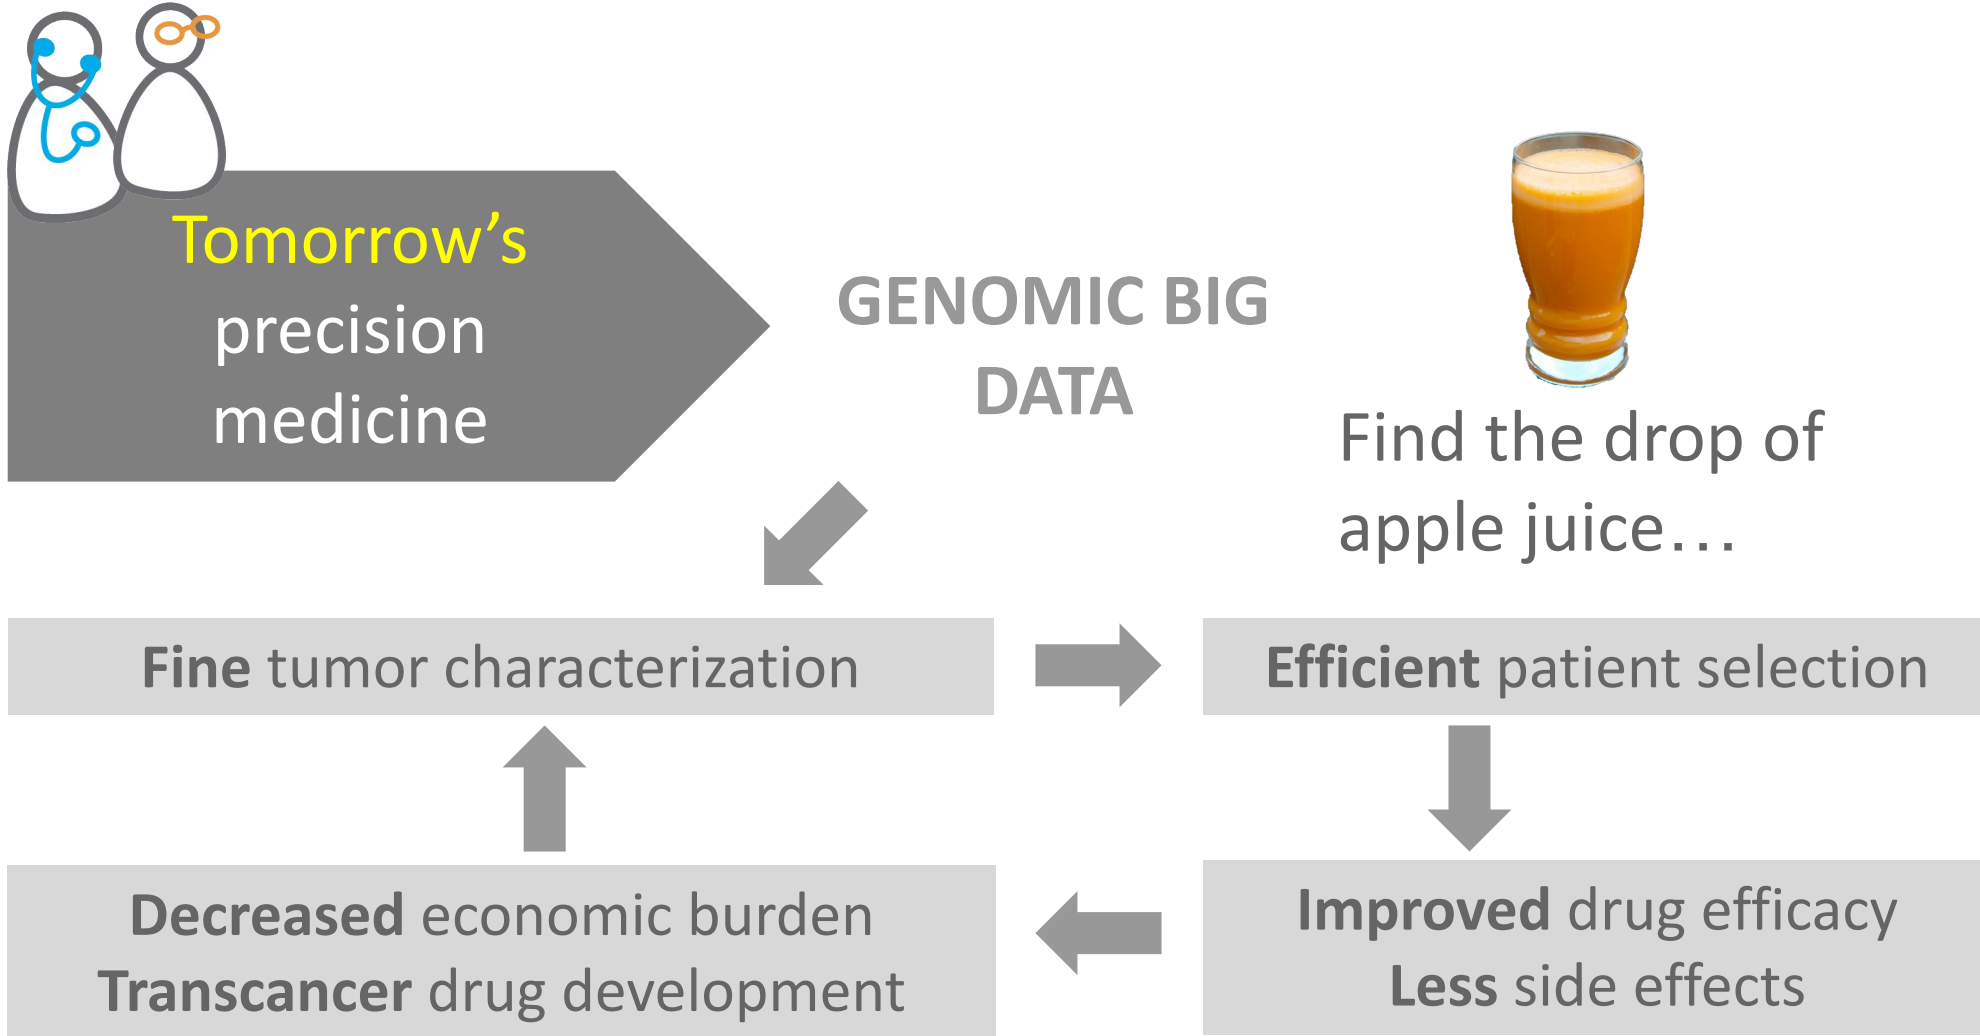 Tomorrow’s
precision
medicine
GENOMIC BIG
DATA
Find the drop of
apple juice…
Fine tumor characterization
Efficient patient selection
Improved drug efficacy
Less side effects
Decreased economic burden
Transcancer drug development